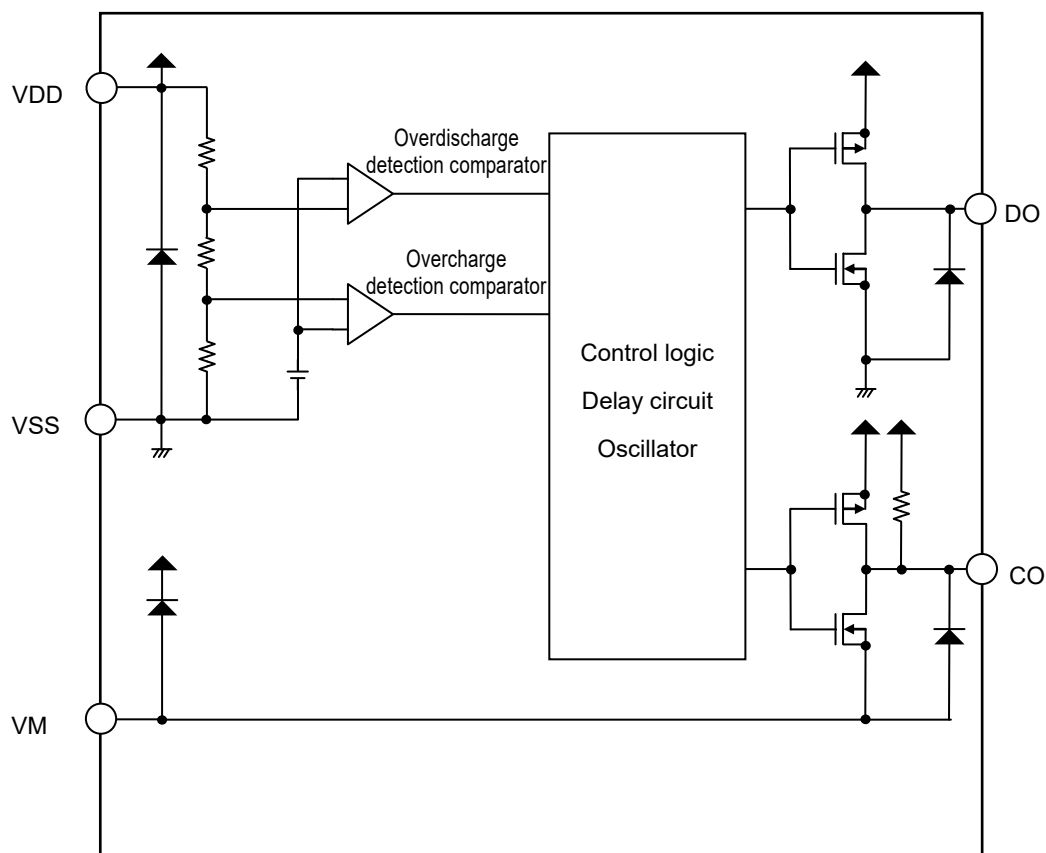 VDD
Overdischarge
detection comparator
DO
Overcharge
detection comparator
Control logic
Delay circuit
Oscillator
VSS
CO
VM